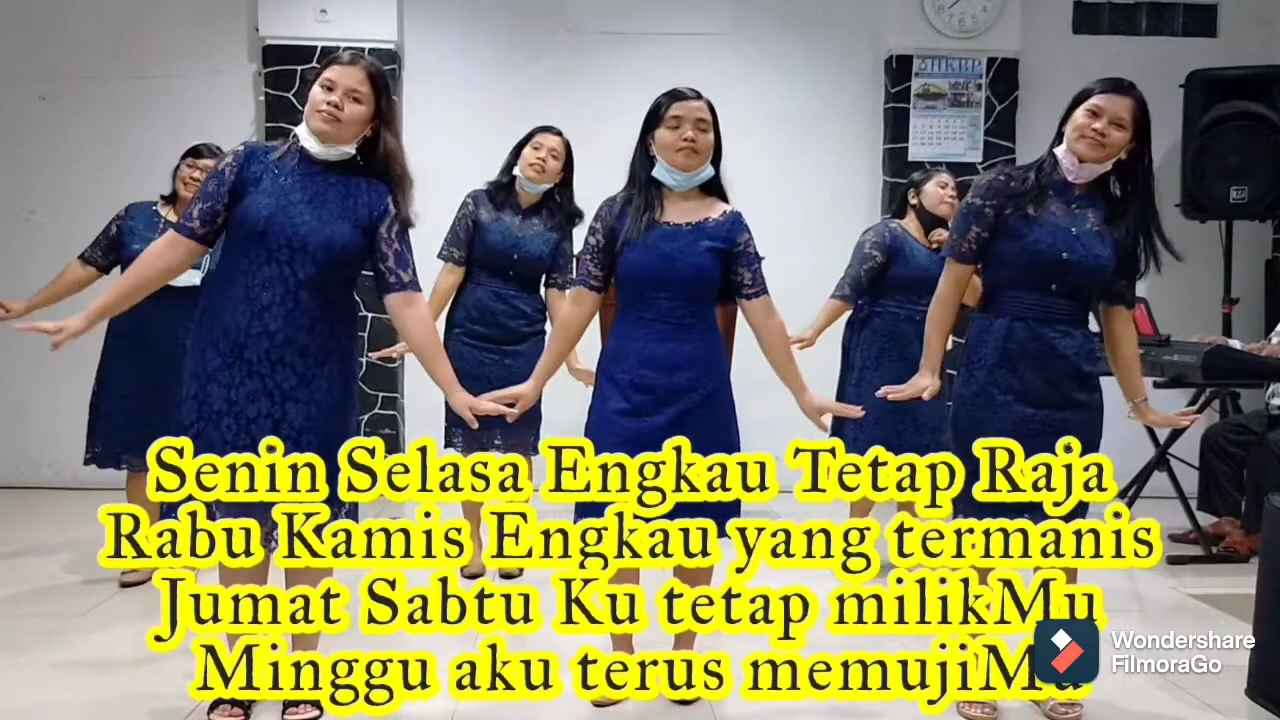 HKBP
Senin Selasa Engkau Tetap Raja
Rabu Kamis Engkau yang termanis
Jumat Sabtu Ku tetap milikMu
Minggu aku terus memujiMu
Wondershare
FilmoraGo